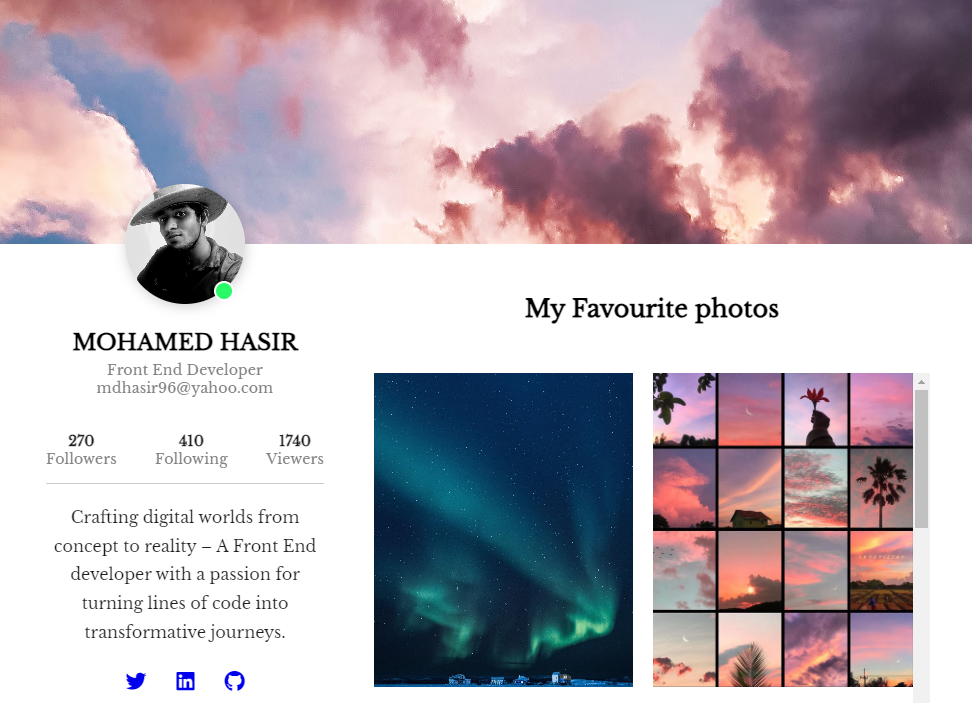 MOHAMED HASIR
Front End Developer
mdhasir96@yahoo.com
270
Followers
410
Following
1740
Viewers
Crafting digital worlds from
concept to reality – A Front End
developer with a passion for
turning lines of code into
transformative journeys.
My Favourite photos